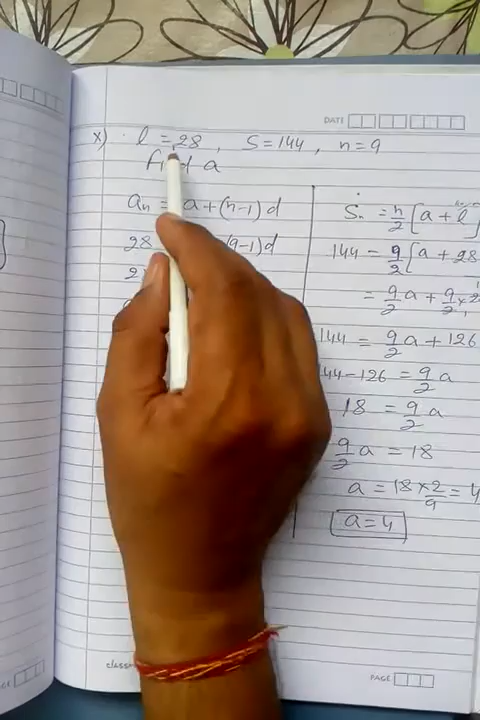 DATE
x) l = 28 , S = 144 , n = 9
find a
aₙ = a + (n-1) d
28 (9-1)d
Sₙ = n/2 [a + l]
144 = 9/2 [a + 28
= 9/2 a + 9/2 ×
144 = 9/2 a + 126
144 - 126 = 9/2 a
18 = 9/2 a
9/2 a = 18
a = 18 × 2/9 = 4
a = 4
PAGE